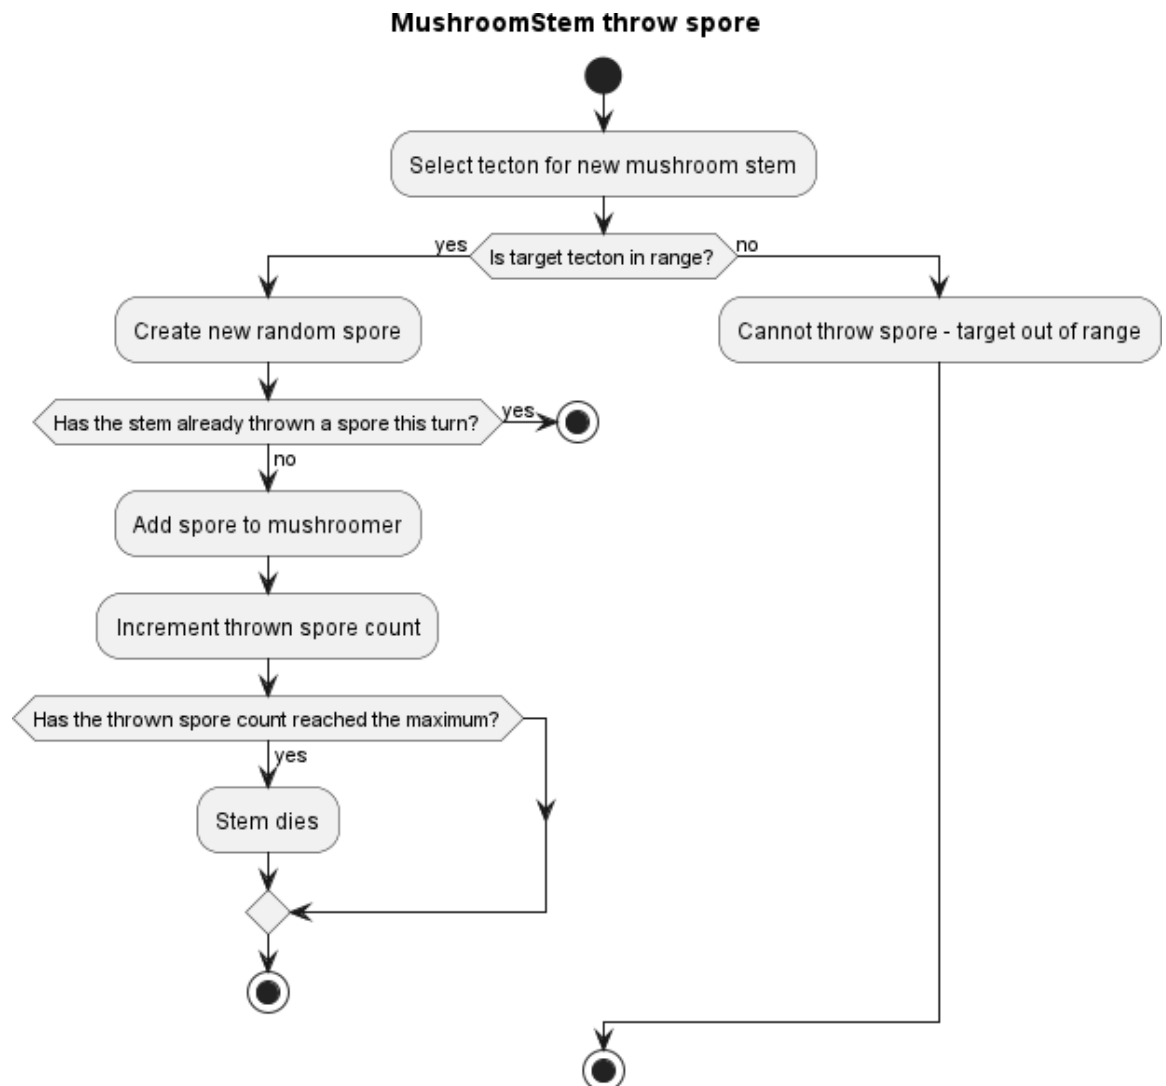 MushroomStem throw spore
Select tecton for new mushroom stem
yes
Is target tecton in range?
no
Create new random spore
Cannot throw spore - target out of range
Has the stem already thrown a spore this turn?
yes
no
Add spore to mushroomer
Increment thrown spore count
Has the thrown spore count reached the maximum?
yes
Stem dies